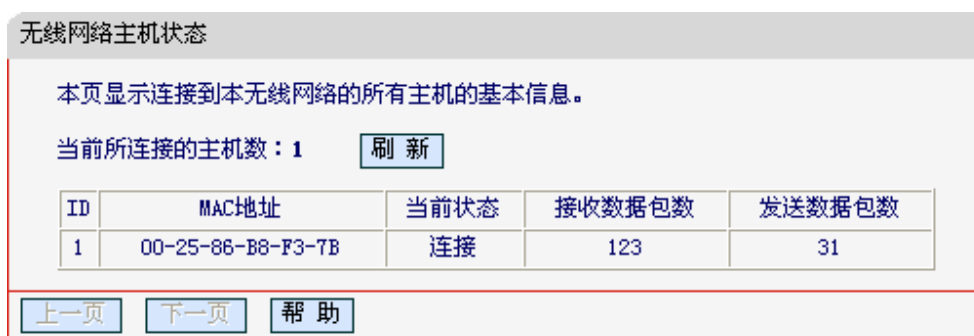 无线网络主机状态
本页显示连接到本无线网络的所有主机的基本信息。
当前所连接的主机数：1 刷 新
ID MAC地址 当前状态 接收数据包数 发送数据包数
1 00-25-86-B8-F3-7B 连接 123 31
上一页 下一页 帮 助